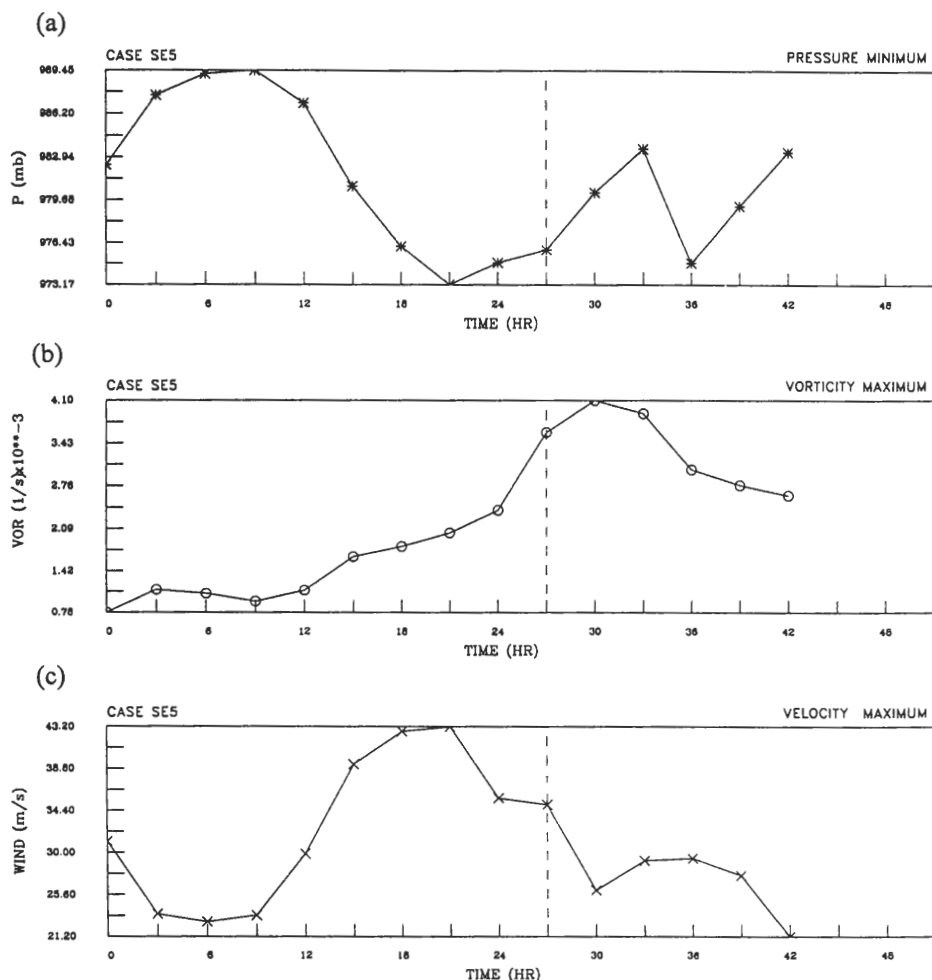 (a)
CASE SE5 PRESSURE MINIMUM
989.45
986.20
982.94
979.68
976.43
973.17
P (mb)
0 6 12 18 24 30 36 42 48
TIME (HR)
(b)
CASE SE5 VORTICITY MAXIMUM
4.10
3.43
2.76
2.09
1.42
0.76
VOR (1/s)x10**-3
0 6 12 18 24 30 36 42 48
TIME (HR)
(c)
CASE SE5 VELOCITY MAXIMUM
43.20
38.80
34.40
30.00
25.60
21.20
WIND (m/s)
0 6 12 18 24 30 36 42 48
TIME (HR)